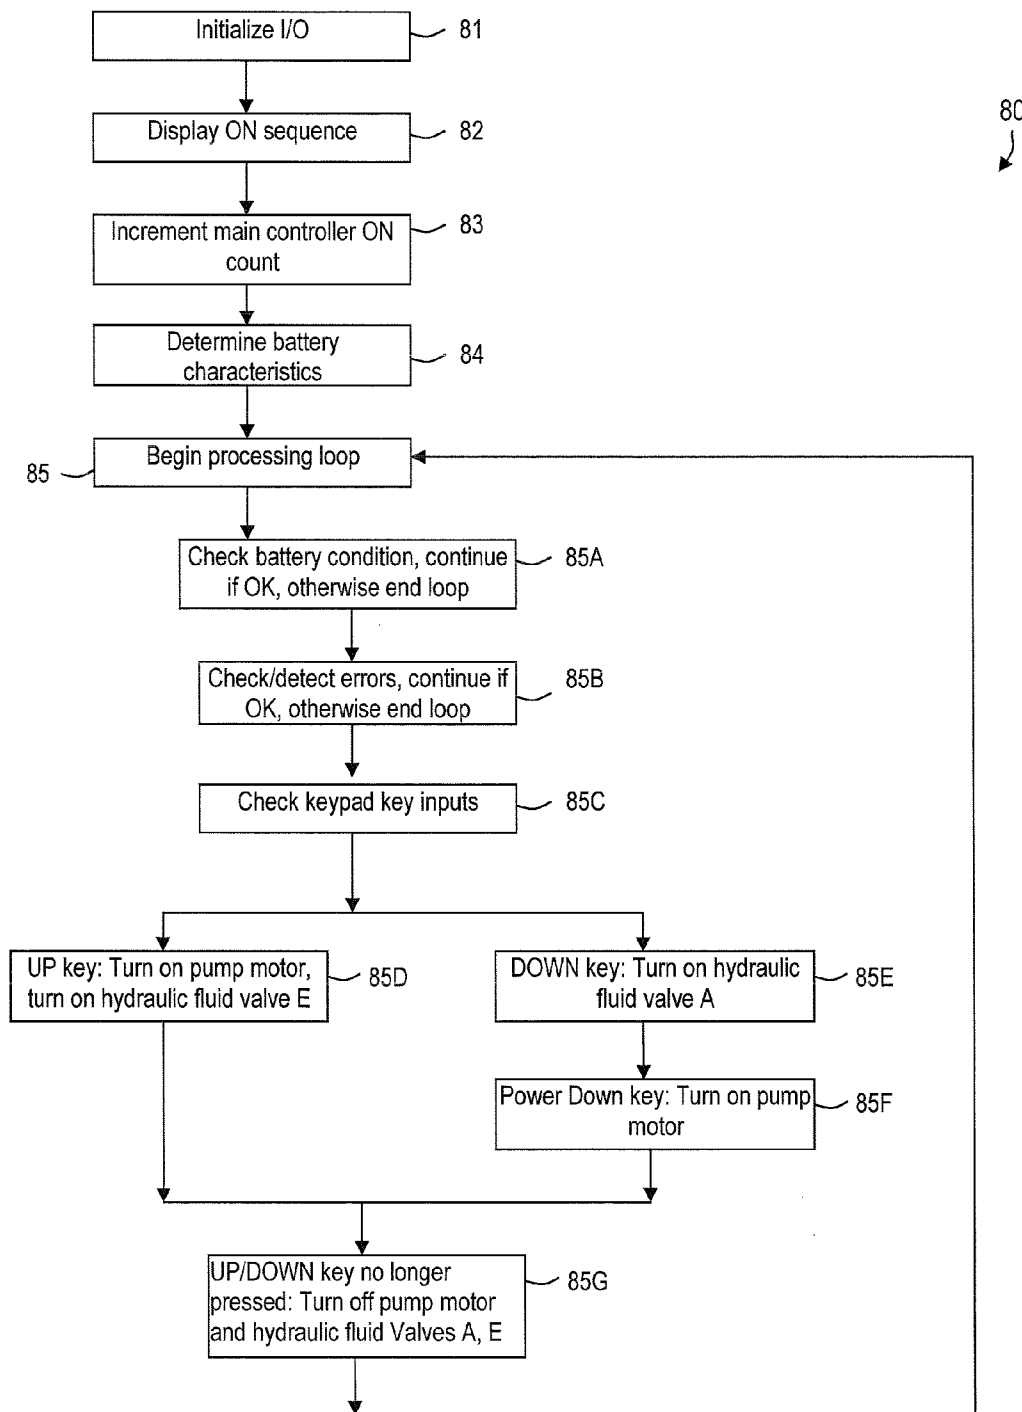 Initialize I/O
81
80
Display ON sequence
82
Increment main controller ON
count
83
Determine battery
characteristics
84
Begin processing loop
85
Check battery condition, continue
if OK, otherwise end loop
85A
Check/detect errors, continue if
OK, otherwise end loop
85B
Check keypad key inputs
85C
UP key: Turn on pump motor,
turn on hydraulic fluid valve E
85D
DOWN key: Turn on hydraulic
fluid valve A
85E
Power Down key: Turn on pump
motor
85F
UP/DOWN key no longer
pressed: Turn off pump motor
and hydraulic fluid Valves A, E
85G